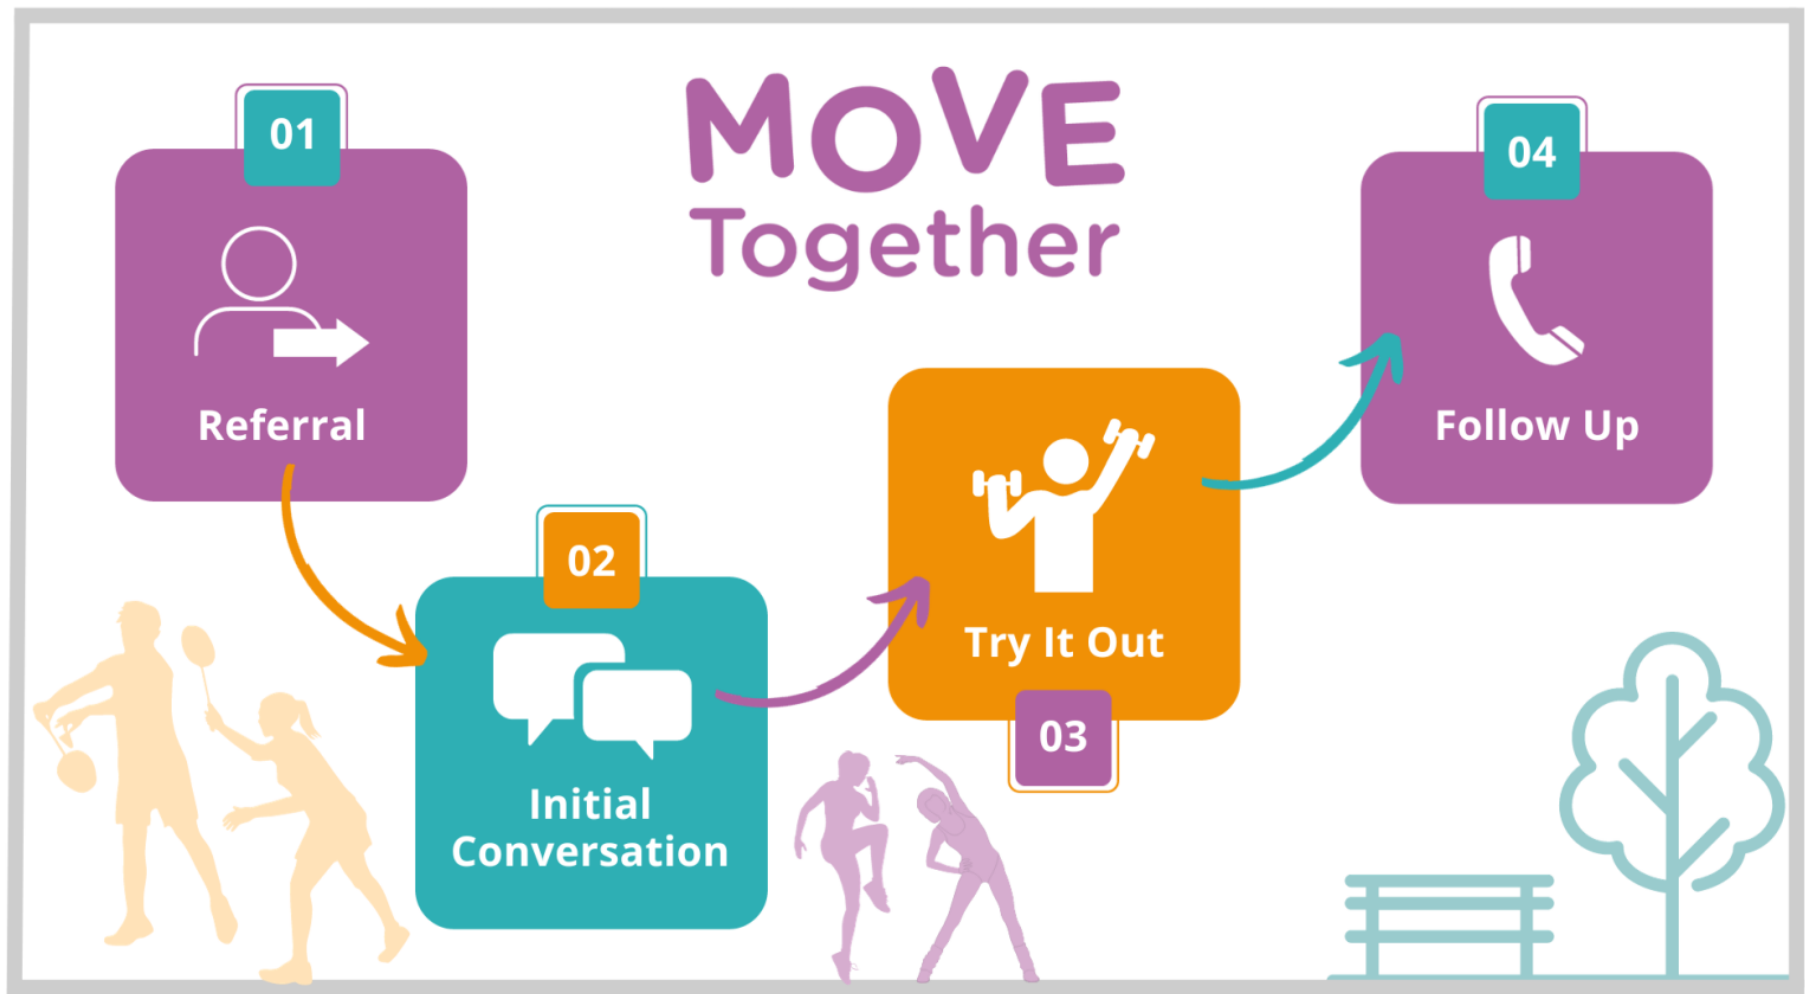 MOVE
Together
01
Referral
02
Initial
Conversation
Try It Out
03
04
Follow Up